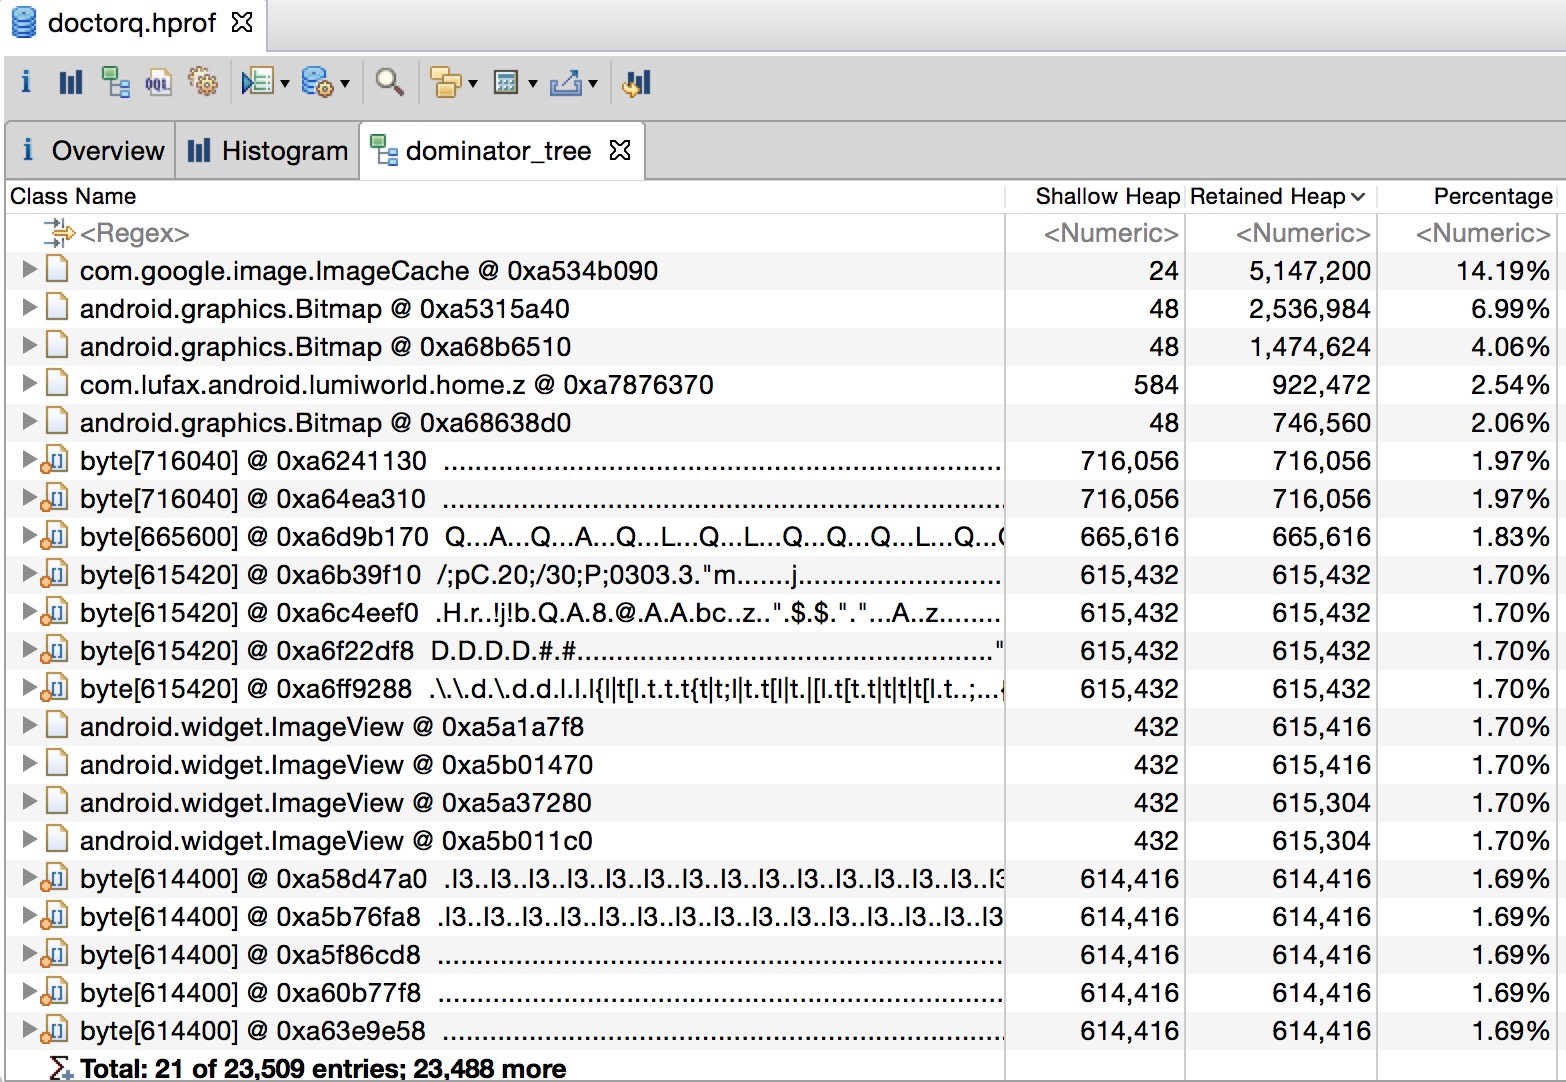 doctorq.hprof
i OQL
i Overview Histogram dominator_tree
Class Name Shallow Heap Retained Heap Percentage
<Regex> <Numeric> <Numeric> <Numeric>
com.google.image.ImageCache @ 0xa534b090 24 5,147,200 14.19%
android.graphics.Bitmap @ 0xa5315a40 48 2,536,984 6.99%
android.graphics.Bitmap @ 0xa68b6510 48 1,474,624 4.06%
com.lufax.android.lumiworld.home.z @ 0xa7876370 584 922,472 2.54%
android.graphics.Bitmap @ 0xa68638d0 48 746,560 2.06%
byte[716040] @ 0xa6241130 ................................................................ 716,056 716,056 1.97%
byte[716040] @ 0xa64ea310 ................................................................ 716,056 716,056 1.97%
byte[665600] @ 0xa6d9b170 Q...A...Q...A...Q...L...Q...L...Q...Q...Q...L...Q... 665,616 665,616 1.83%
byte[615420] @ 0xa6b39f10 /;pC.20;/30;P;0303.3."m.......j.......................... 615,432 615,432 1.70%
byte[615420] @ 0xa6c4eef0 .H.r..!j!b.Q.A.8.@.A.A.bc..z..".$.$."."...A..z........ 615,432 615,432 1.70%
byte[615420] @ 0xa6f22df8 D.D.D.D.#.#..................................................." 615,432 615,432 1.70%
byte[615420] @ 0xa6ff9288 .\.\.d.\.d.d.l.l.l{l|t[l.t.t.t{t|t;l|t.t[l|t.|[l.t[t.t|t|t|t[l.t..;...{ 615,432 615,432 1.70%
android.widget.ImageView @ 0xa5a1a7f8 432 615,416 1.70%
android.widget.ImageView @ 0xa5b01470 432 615,416 1.70%
android.widget.ImageView @ 0xa5a37280 432 615,304 1.70%
android.widget.ImageView @ 0xa5b011c0 432 615,304 1.70%
byte[614400] @ 0xa58d47a0 .l3..l3..l3..l3..l3..l3..l3..l3..l3..l3..l3..l3..l3..l3..l3 614,416 614,416 1.69%
byte[614400] @ 0xa5b76fa8 .l3..l3..l3..l3..l3..l3..l3..l3..l3..l3..l3..l3..l3..l3..l3 614,416 614,416 1.69%
byte[614400] @ 0xa5f86cd8 ................................................................ 614,416 614,416 1.69%
byte[614400] @ 0xa60b77f8 ................................................................ 614,416 614,416 1.69%
byte[614400] @ 0xa63e9e58 ................................................................ 614,416 614,416 1.69%
Total: 21 of 23,509 entries; 23,488 more